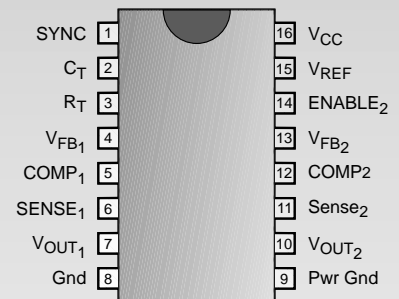 SYNC 1 16 VCC
CT 2 15 VREF
RT 3 14 ENABLE2
VFB1 4 13 VFB2
COMP1 5 12 COMP2
SENSE1 6 11 Sense2
VOUT1 7 10 VOUT2
Gnd 8 9 Pwr Gnd